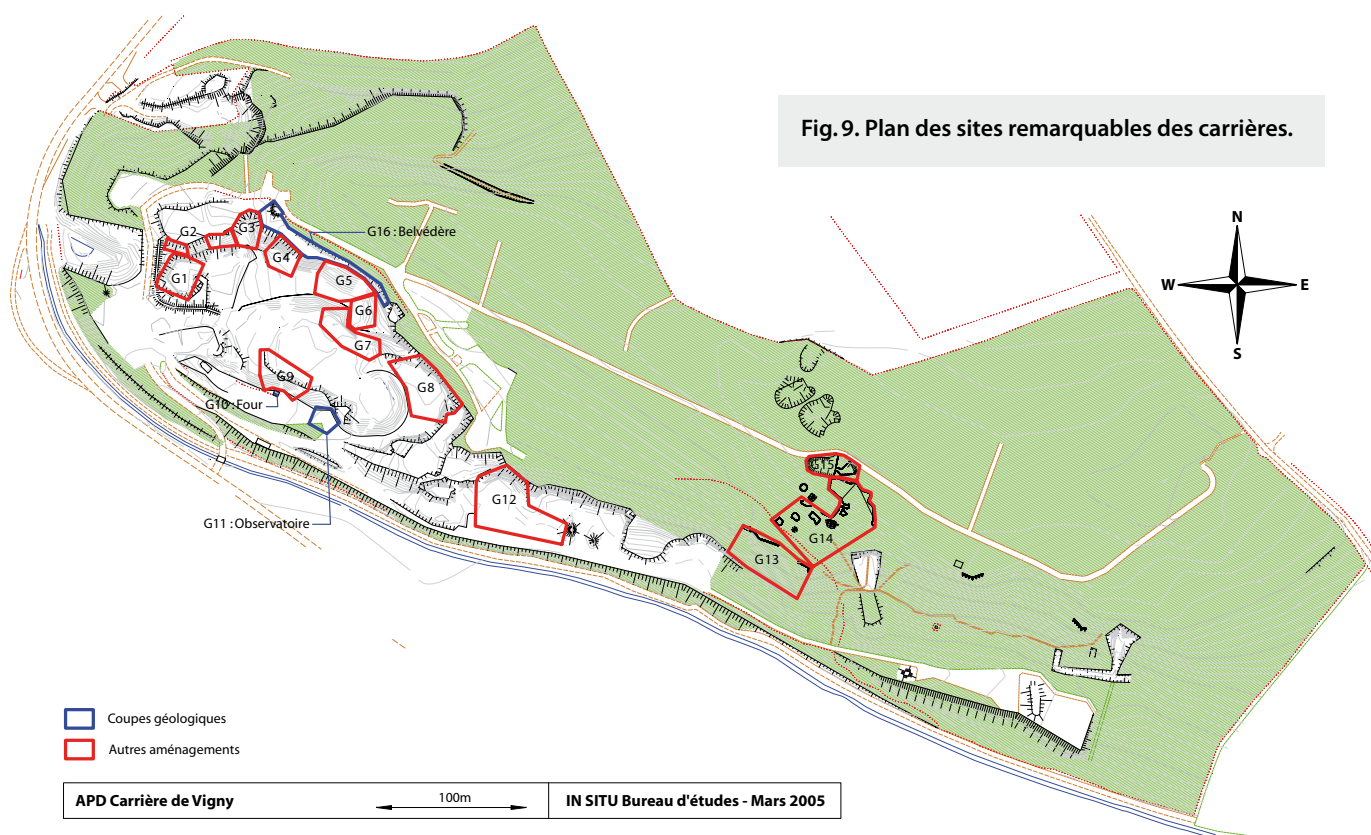 Fig. 9. Plan des sites remarquables des carrières.
N
W E
S
G16 : Belvédère
G2
G3
G1
G4
G5
G6
G7
G8
G9
G10 : Four
G11 : Observatoire
G12
G15
G14
G13
Coupes géologiques
Autres aménagements
APD Carrière de Vigny 100m IN SITU Bureau d'études - Mars 2005